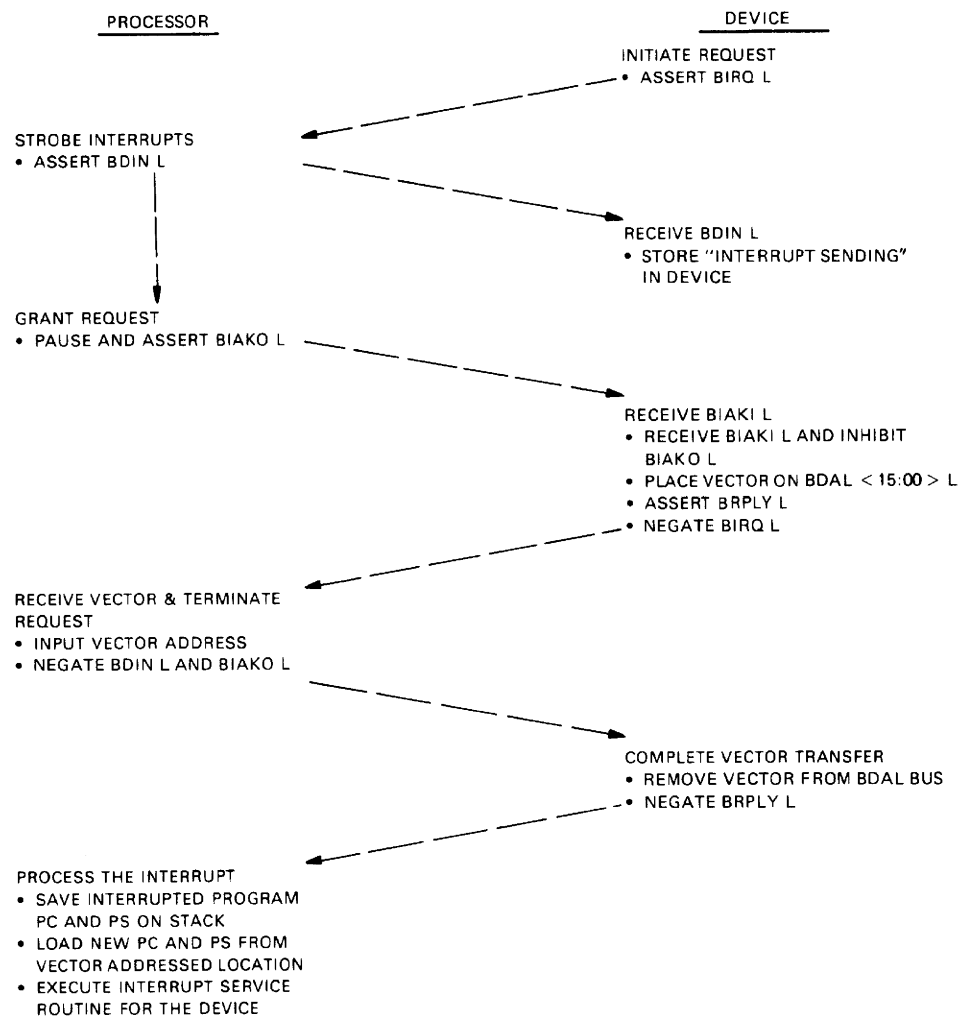 PROCESSOR
DEVICE
INITIATE REQUEST
• ASSERT BIRQ L
STROBE INTERRUPTS
• ASSERT BDIN L
RECEIVE BDIN L
• STORE "INTERRUPT SENDING"
IN DEVICE
GRANT REQUEST
• PAUSE AND ASSERT BIAKO L
RECEIVE BIAKI L
• RECEIVE BIAKI L AND INHIBIT
BIAKO L
• PLACE VECTOR ON BDAL < 15:00 > L
• ASSERT BRPLY L
• NEGATE BIRQ L
RECEIVE VECTOR & TERMINATE
REQUEST
• INPUT VECTOR ADDRESS
• NEGATE BDIN L AND BIAKO L
COMPLETE VECTOR TRANSFER
• REMOVE VECTOR FROM BDAL BUS
• NEGATE BRPLY L
PROCESS THE INTERRUPT
• SAVE INTERRUPTED PROGRAM
PC AND PS ON STACK
• LOAD NEW PC AND PS FROM
VECTOR ADDRESSED LOCATION
• EXECUTE INTERRUPT SERVICE
ROUTINE FOR THE DEVICE